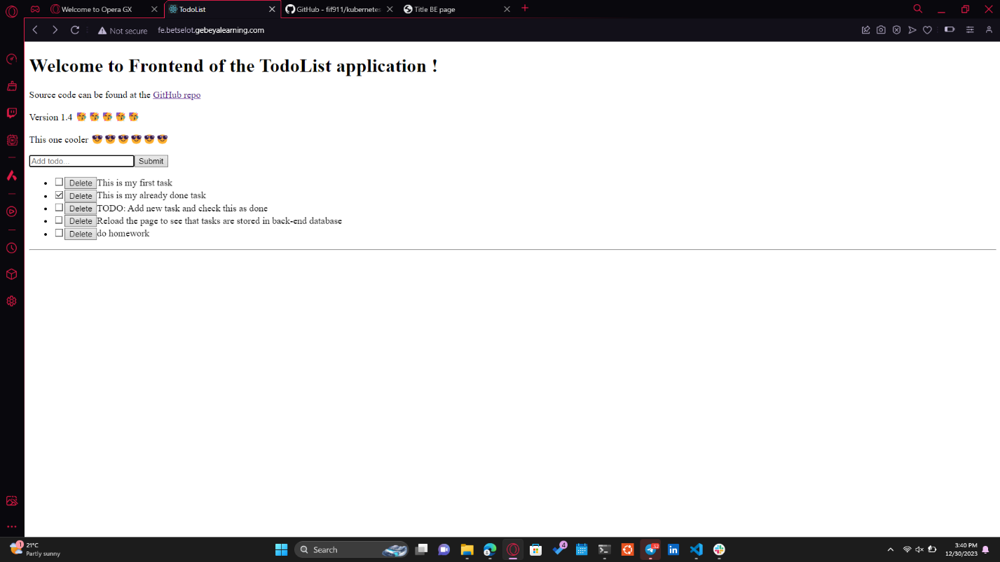 Welcome to Opera GX
TodoList
GitHub - fif911/kubernetes
Title BE page
Not secure fe.betselot.gebeyalearning.com
Welcome to Frontend of the TodoList application !
Source code can be found at the GitHub repo
Version 1.4 🥳 🥳 🥳 🥳 🥳
This one cooler 😎 😎 😎 😎 😎 😎
Add todo... Submit
Delete This is my first task
Delete This is my already done task
Delete TODO: Add new task and check this as done
Delete Reload the page to see that tasks are stored in back-end database
Delete do homework
1
21°C
Partly sunny
Search
4
52
3:40 PM
12/30/2023